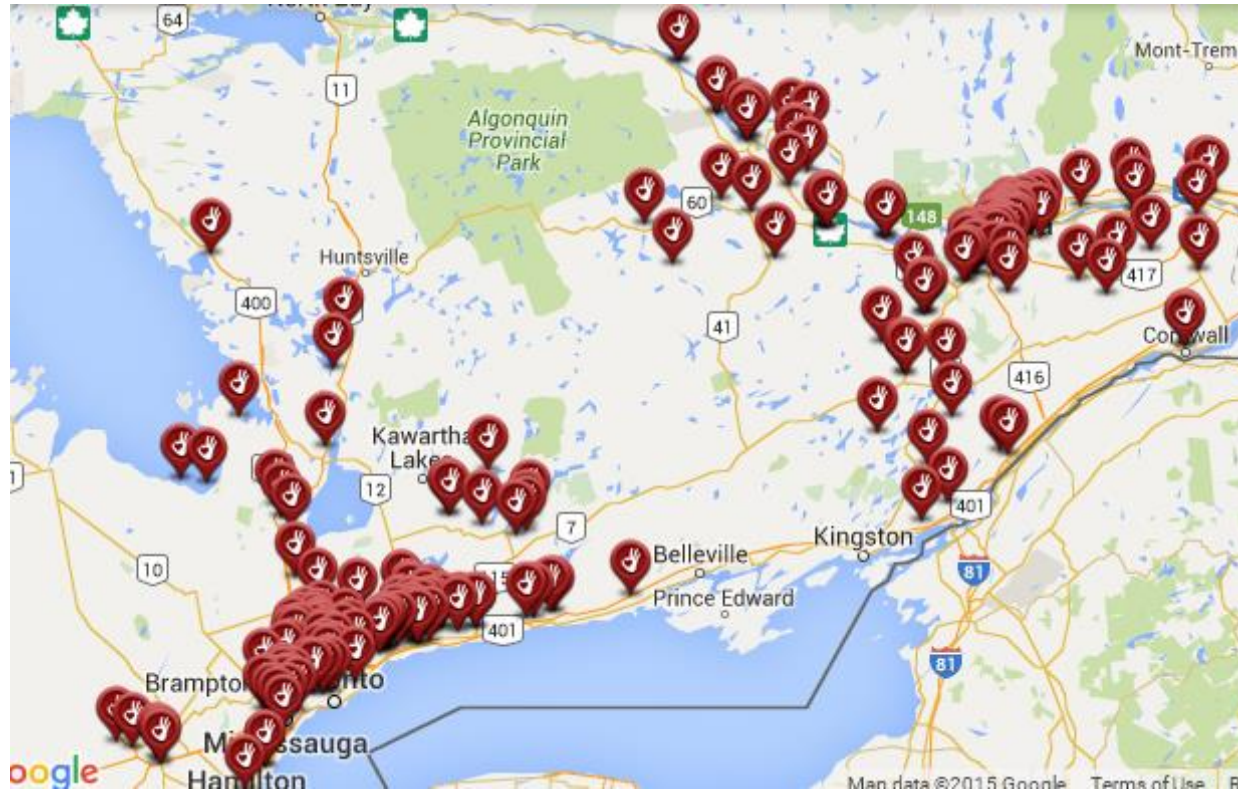 64
Mont-Trem
11
Algonquin
Provincial
Park
60
148
Huntsville
417
400
41
Cornwall
416
Kawartha
Lakes
12
401
7
Kingston
Belleville
10
81
Prince Edward
15
401
81
Brampton
Mississauga
oogle
Hamilton
Map data ©2015 Google
Terms of Use